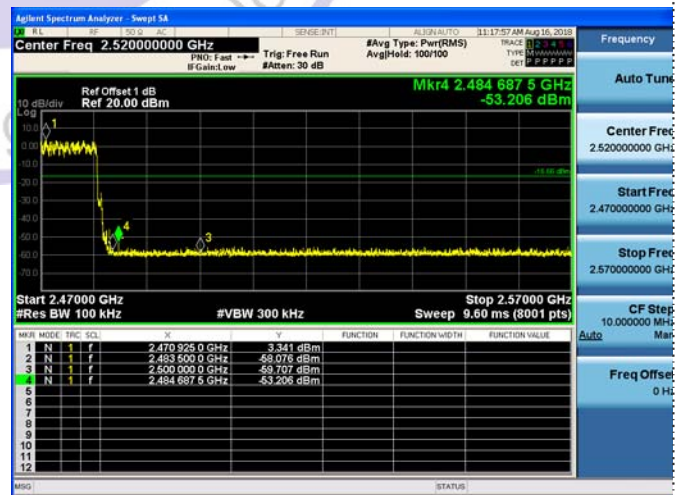 Agilent Spectrum Analyzer - Swept SA
RL RF 50 Ω AC SENSE:INT ALIGN AUTO 11:17:57 AM Aug 16, 2018
Center Freq 2.520000000 GHz #Avg Type: Pwr(RMS) TRACE 1 2 3 4 5 6
PNO: Fast Trig: Free Run Avg|Hold: 100/100 TYPE M WWWWW
IFGain:Low #Atten: 30 dB DET P P P P P P
Mkr4 2.484 687 5 GHz
-53.206 dBm
Ref Offset 1 dB
10 dB/div Ref 20.00 dBm
Log
10.0
0.00
-10.0
-20.0
-30.0
-40.0
-50.0
-60.0
-70.0
1
4
3
Start 2.47000 GHz Stop 2.57000 GHz
#Res BW 100 kHz #VBW 300 kHz Sweep 9.60 ms (8001 pts)
MKR MODE TRC SCL X Y FUNCTION FUNCTION WIDTH FUNCTION VALUE
1 N 1 f 2.470 925 0 GHz 3.341 dBm
2 N 1 f 2.483 500 0 GHz -58.076 dBm
3 N 1 f 2.500 000 0 GHz -59.707 dBm
4 N 1 f 2.484 687 5 GHz -53.206 dBm
5
6
7
8
9
10
11
12
MSG STATUS
Frequency
Auto Tune
Center Freq
2.520000000 GHz
Start Freq
2.470000000 GHz
Stop Freq
2.570000000 GHz
CF Step
10.000000 MHz
Auto Man
Freq Offset
0 Hz